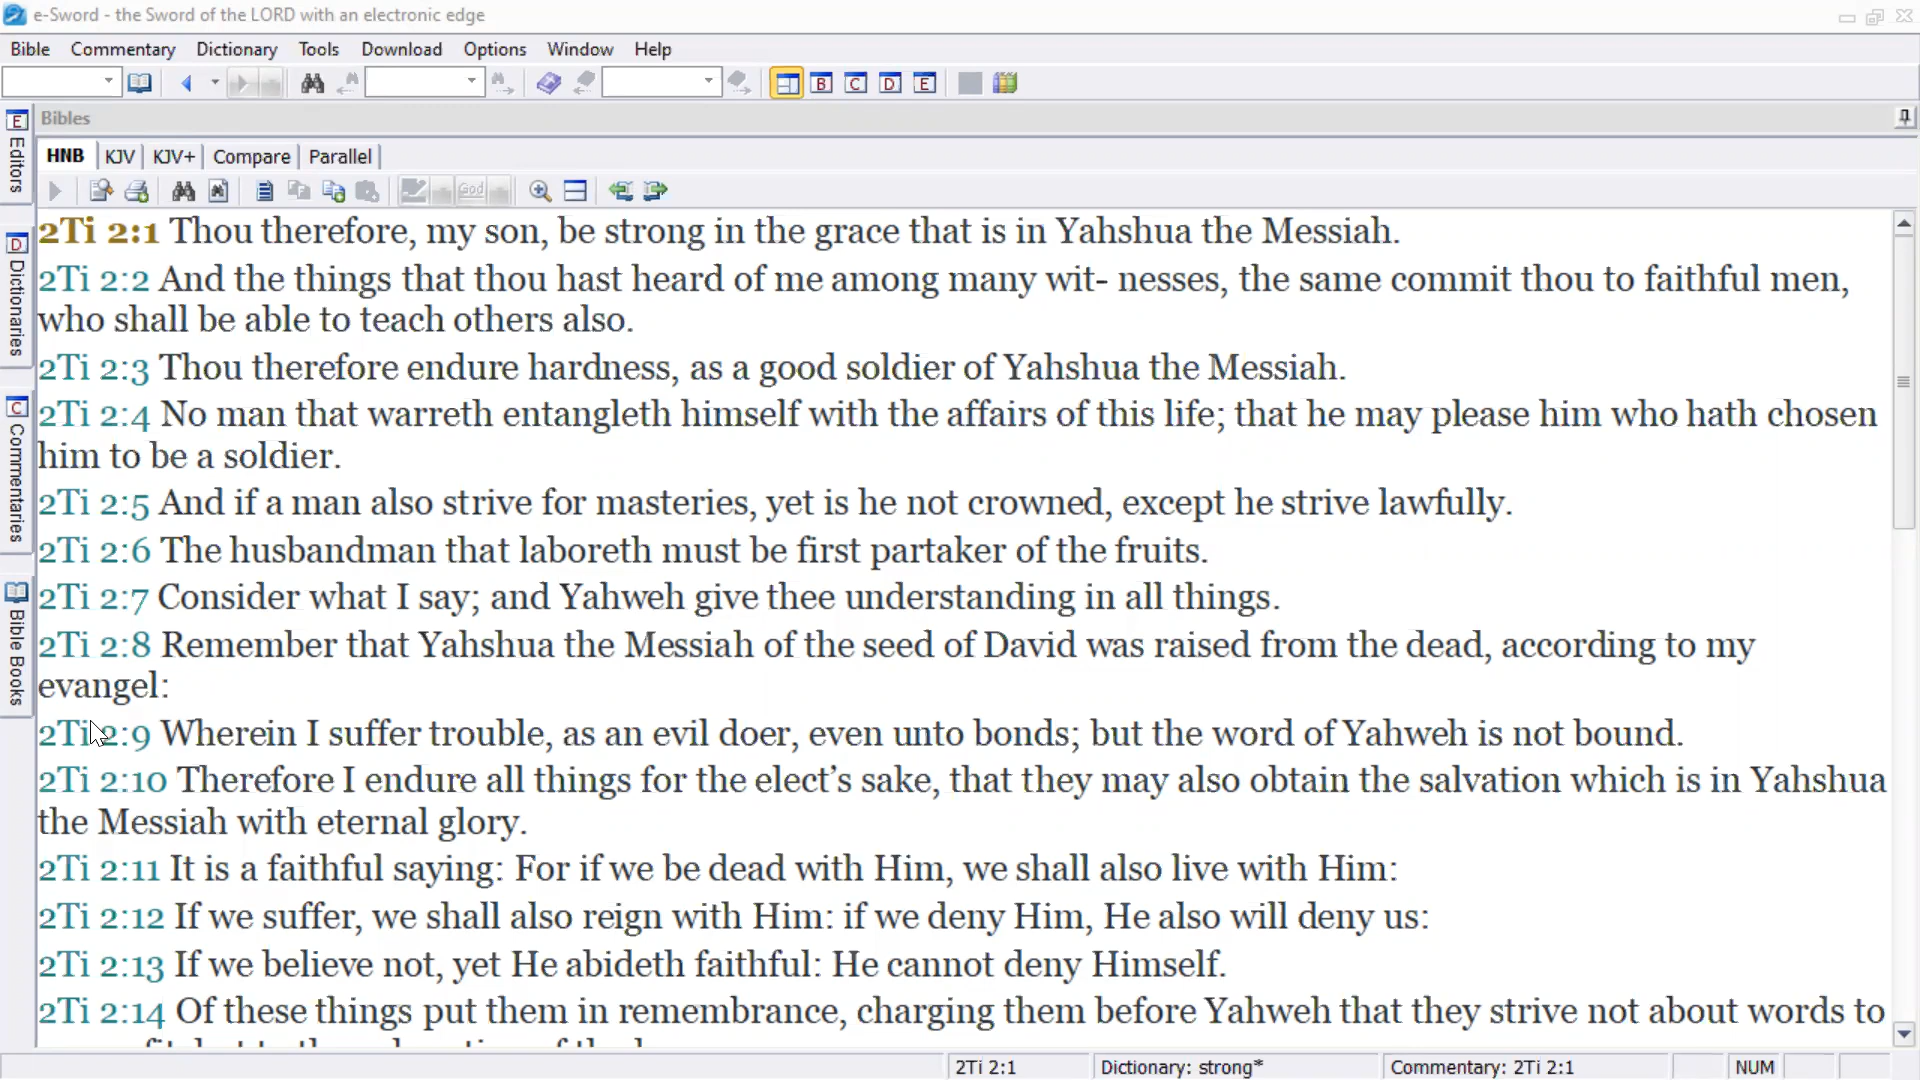 e-Sword - the Sword of the LORD with an electronic edge
Bible Commentary Dictionary Tools Download Options Window Help
B C D E
Bibles
E Editors
D Dictionaries
C Commentaries
Bible Books
HNB KJV KJV+ Compare Parallel
God
2Ti 2:1 Thou therefore, my son, be strong in the grace that is in Yahshua the Messiah.
2Ti 2:2 And the things that thou hast heard of me among many wit- nesses, the same commit thou to faithful men,
who shall be able to teach others also.
2Ti 2:3 Thou therefore endure hardness, as a good soldier of Yahshua the Messiah.
2Ti 2:4 No man that warreth entangleth himself with the affairs of this life; that he may please him who hath chosen
him to be a soldier.
2Ti 2:5 And if a man also strive for masteries, yet is he not crowned, except he strive lawfully.
2Ti 2:6 The husbandman that laboreth must be first partaker of the fruits.
2Ti 2:7 Consider what I say; and Yahweh give thee understanding in all things.
2Ti 2:8 Remember that Yahshua the Messiah of the seed of David was raised from the dead, according to my
evangel:
2Ti 2:9 Wherein I suffer trouble, as an evil doer, even unto bonds; but the word of Yahweh is not bound.
2Ti 2:10 Therefore I endure all things for the elect’s sake, that they may also obtain the salvation which is in Yahshua
the Messiah with eternal glory.
2Ti 2:11 It is a faithful saying: For if we be dead with Him, we shall also live with Him:
2Ti 2:12 If we suffer, we shall also reign with Him: if we deny Him, He also will deny us:
2Ti 2:13 If we believe not, yet He abideth faithful: He cannot deny Himself.
2Ti 2:14 Of these things put them in remembrance, charging them before Yahweh that they strive not about words to
2Ti 2:1 Dictionary: strong* Commentary: 2Ti 2:1 NUM